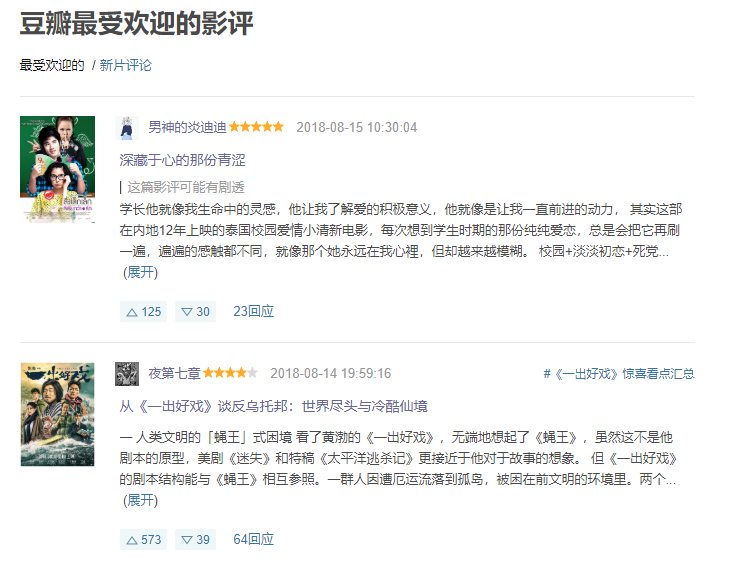 豆瓣最受欢迎的影评
最受欢迎的 / 新片评论
男神的炎迪迪 2018-08-15 10:30:04
深藏于心的那份青涩
这篇影评可能有剧透
学长他就像我生命中的灵感，他让我了解爱的积极意义，他就像是让我一直前进的动力， 其实这部
在内地12年上映的泰国校园爱情小清新电影，每次想到学生时期的那份纯纯爱恋，总是会把它再刷
一遍，遍遍的感触都不同，就像那个她永远在我心裡，但却越来越模糊。 校园+淡淡初恋+死党...
(展开)
125 30 23回应
一出好戏
夜第七章 2018-08-14 19:59:16 #《一出好戏》惊喜看点汇总
从《一出好戏》谈反乌托邦：世界尽头与冷酷仙境
一 人类文明的「蝇王」式困境 看了黄渤的《一出好戏》，无端地想起了《蝇王》，虽然这不是他
剧本的原型，美剧《迷失》和特稿《太平洋逃杀记》更接近于他对于故事的想象。 但《一出好戏》
的剧本结构能与《蝇王》相互参照。一群人因遭厄运流落到孤岛，被困在前文明的环境里。两个...
(展开)
573 39 64回应